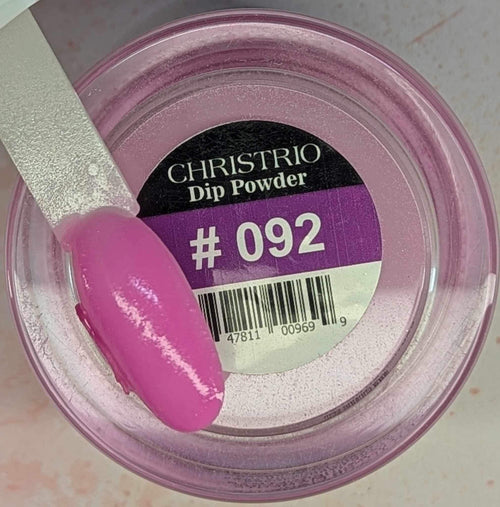 CHRISTRIO
Dip Powder
# 092
47811 00969 9